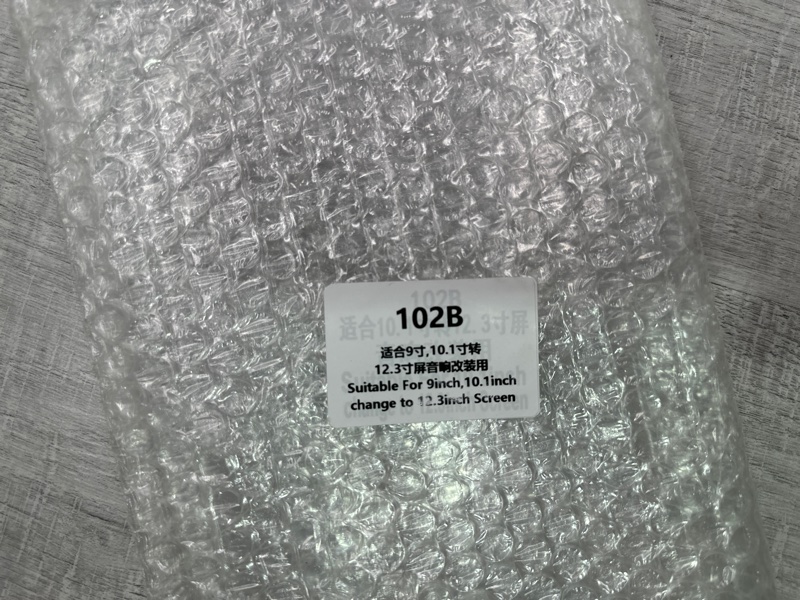 102B
适合9寸,10.1寸转
12.3寸屏音响改装用
Suitable For 9inch,10.1inch
change to 12.3inch Screen